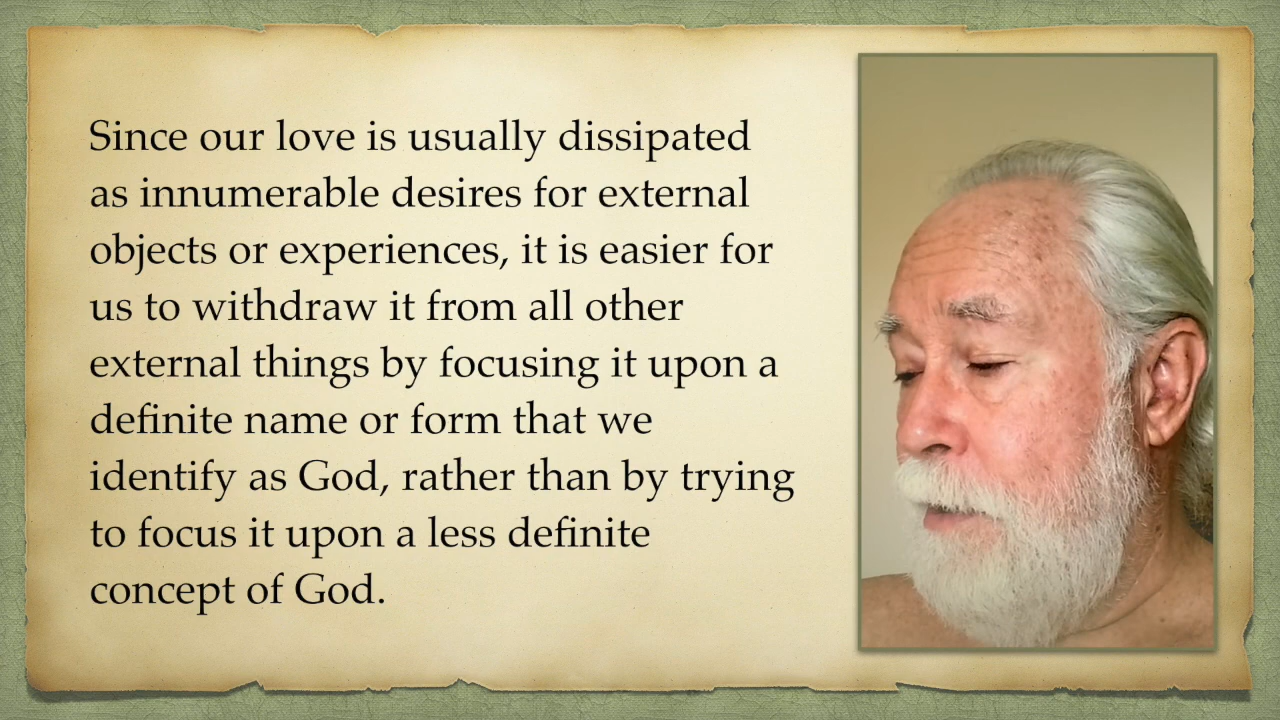 Since our love is usually dissipated
as innumerable desires for external
objects or experiences, it is easier for
us to withdraw it from all other
external things by focusing it upon a
definite name or form that we
identify as God, rather than by trying
to focus it upon a less definite
concept of God.